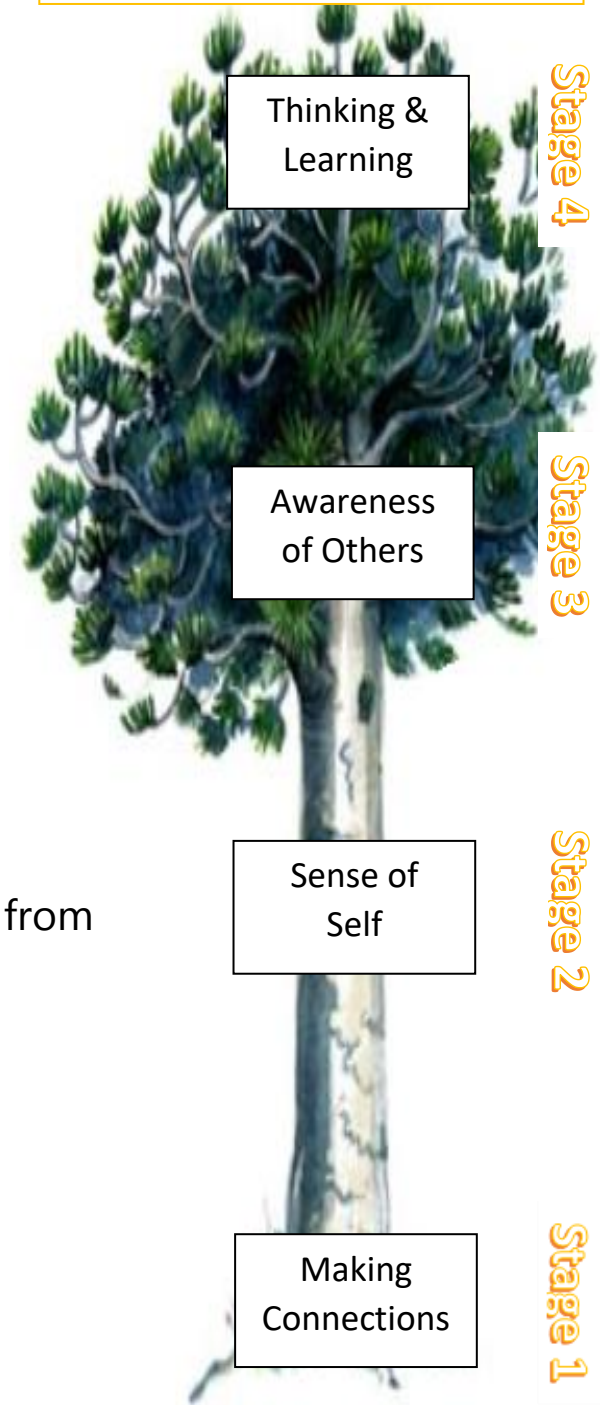 Thinking &
Learning
Stage 4
Awareness
of Others
Stage 3
from
Sense of
Self
Stage 2
Making
Connections
Stage 1